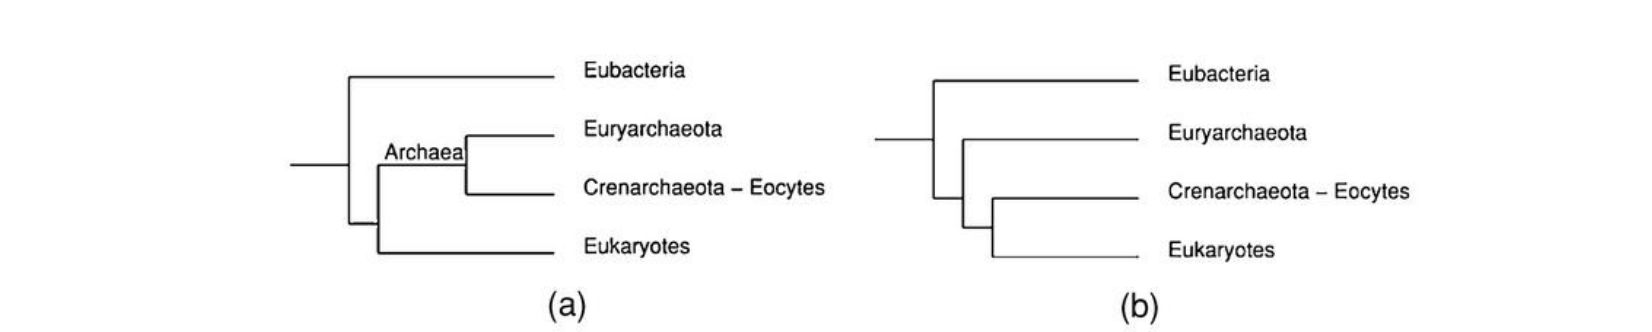 Eubacteria
Euryarchaeota
Archaea
Crenarchaeota – Eocytes
Eukaryotes
(a)
Eubacteria
Euryarchaeota
Crenarchaeota – Eocytes
Eukaryotes
(b)